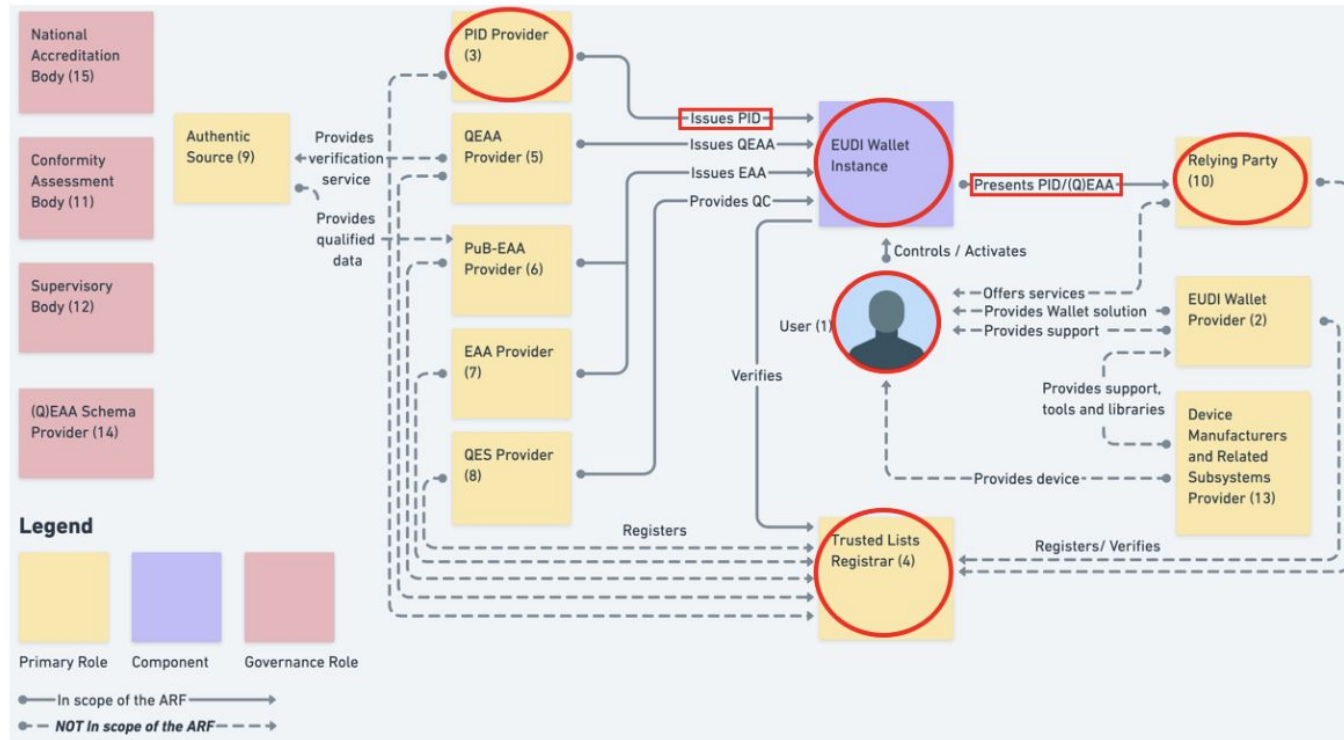 National
Accreditation
Body (15)
Conformity
Assessment
Body (11)
Supervisory
Body (12)
(Q)EAA Schema
Provider (14)
Authentic
Source (9)
Provides
verification
service
Provides
qualified
data
PID Provider
(3)
QEAA
Provider (5)
PuB-EAA
Provider (6)
EAA Provider
(7)
QES Provider
(8)
Issues PID
Issues QEAA
Issues EAA
Provides QC
EUDI Wallet
Instance
Presents PID/(Q)EAA
Relying Party
(10)
Controls / Activates
User (1)
Offers services
Provides Wallet solution
Provides support
EUDI Wallet
Provider (2)
Verifies
Provides support,
tools and libraries
Device
Manufacturers
and Related
Subsystems
Provider (13)
Provides device
Registers
Trusted Lists
Registrar (4)
Registers/ Verifies
Legend
Primary Role
Component
Governance Role
In scope of the ARF
NOT In scope of the ARF